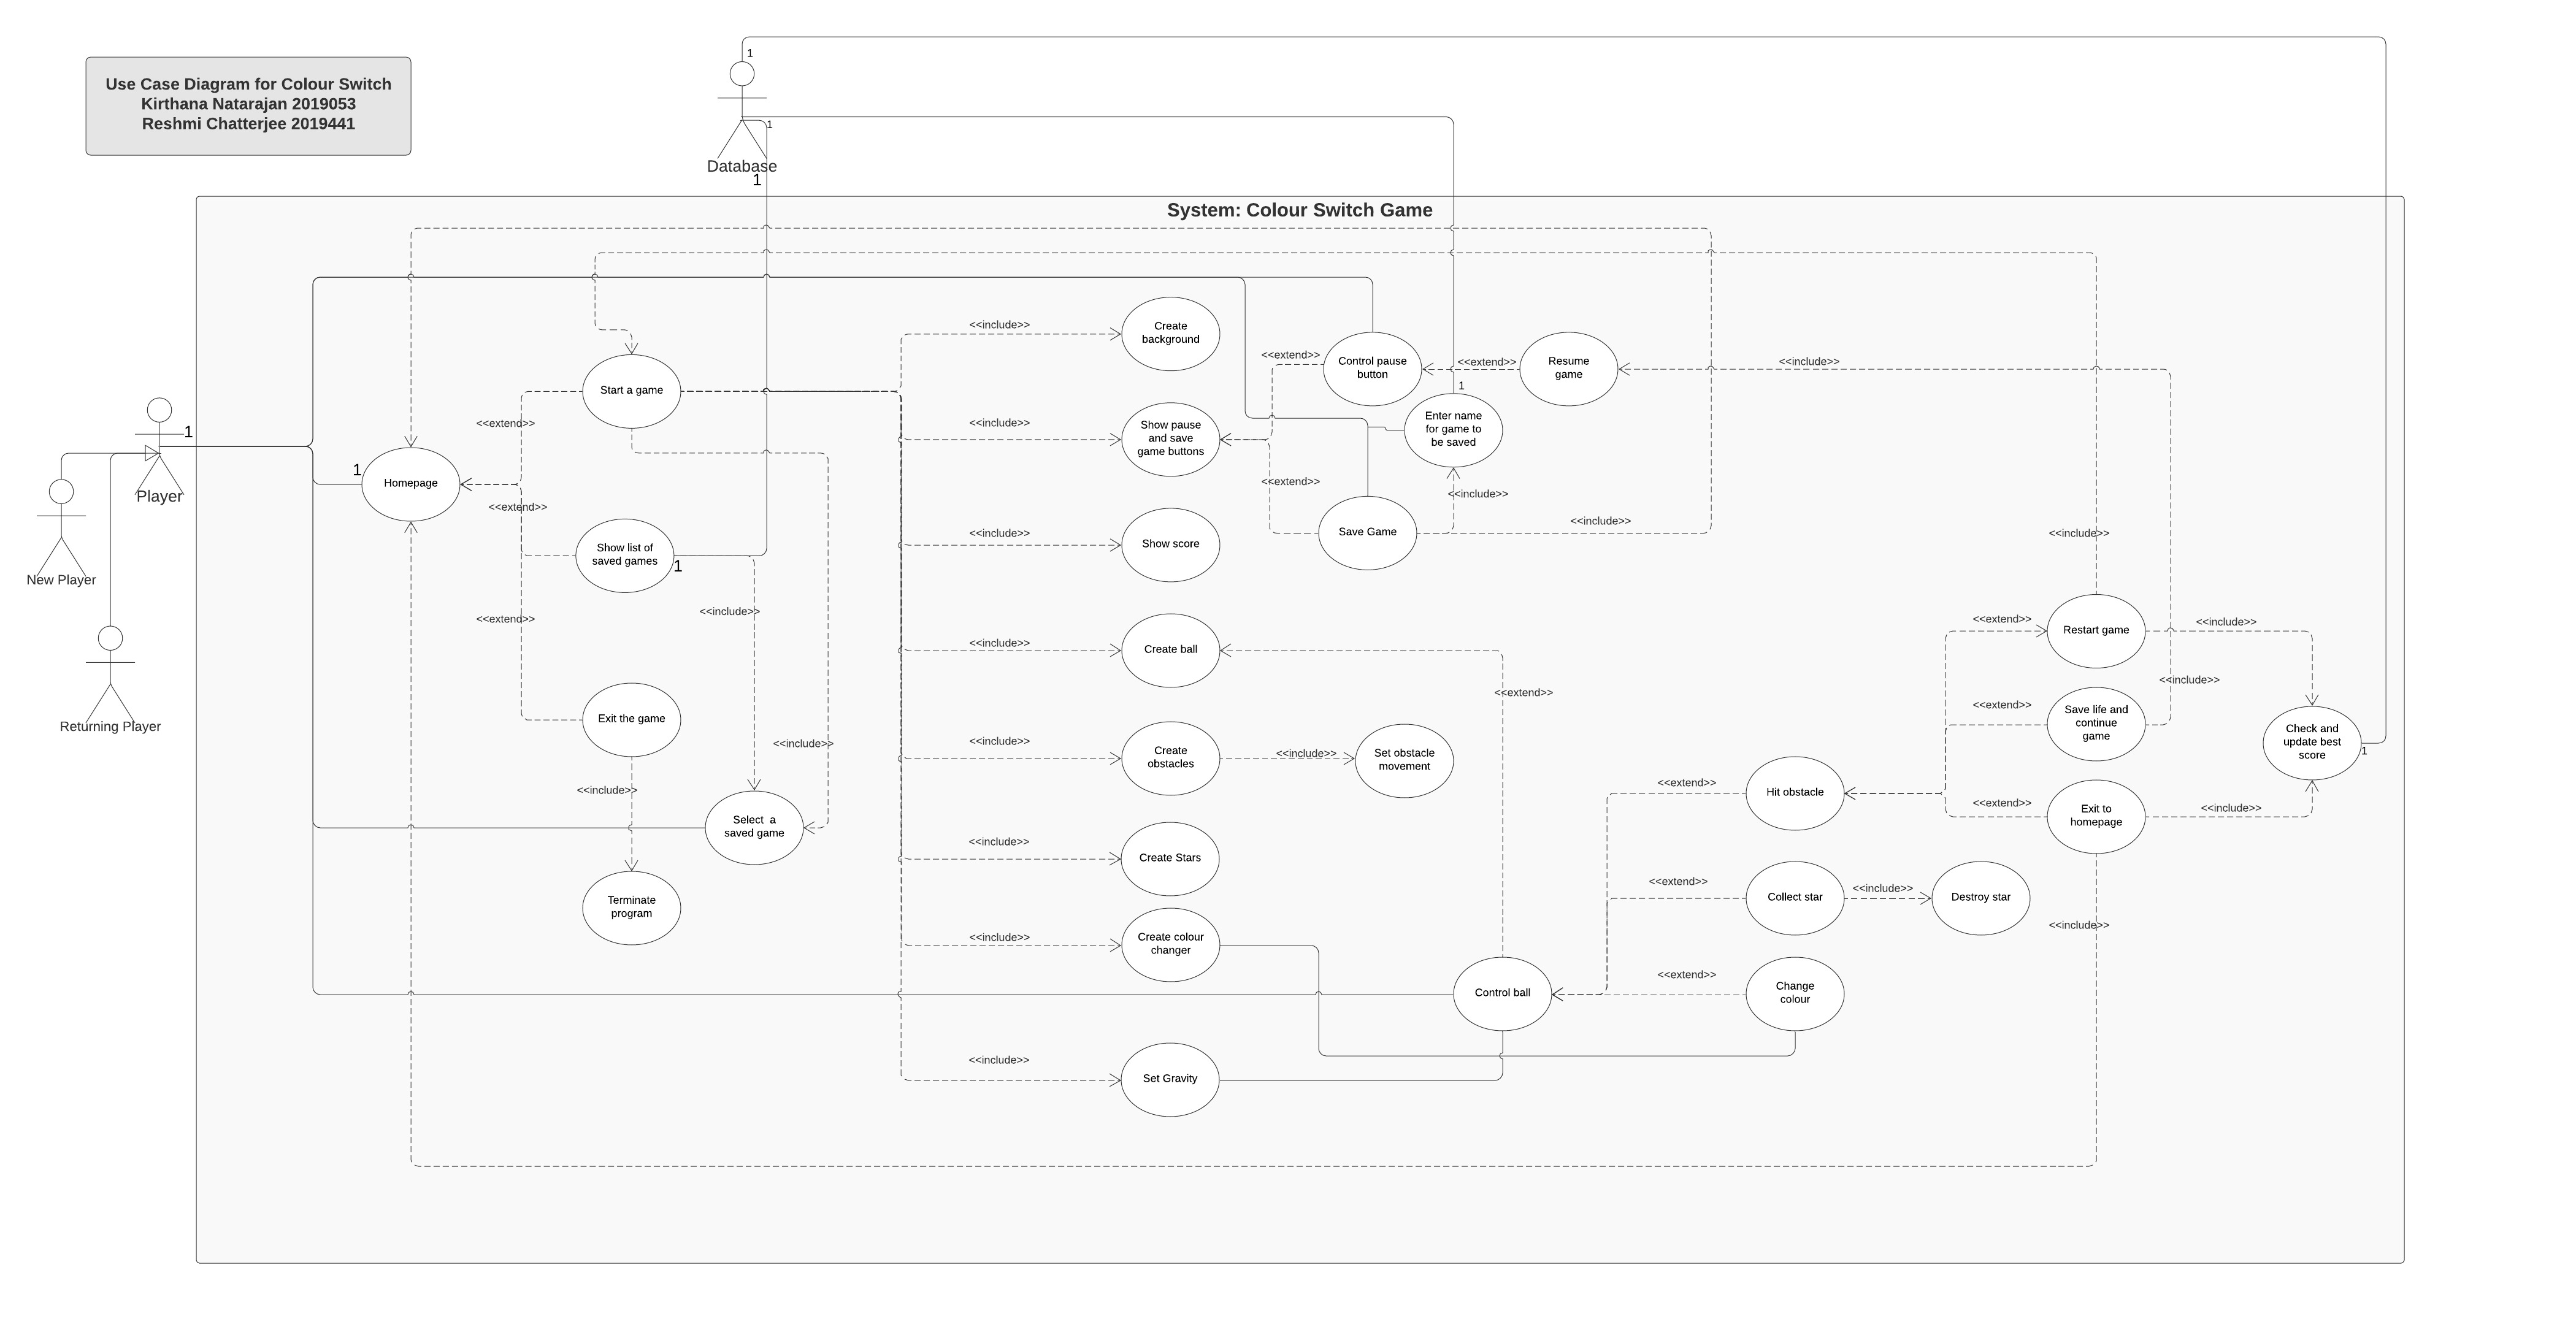 1
Use Case Diagram for Colour Switch
Kirthana Natarajan 2019053
Reshmi Chatterjee 2019441
1
Database
1
System: Colour Switch Game
Create
background
<<include>>
Control pause
button
<<extend>>
<<extend>>
Resume
game
<<include>>
1
Start a game
<<extend>>
<<include>>
Show pause
and save
game buttons
Enter name
for game to
be saved
1
Player
New Player
Returning Player
1
Homepage
<<extend>>
<<extend>>
<<include>>
Save Game
<<include>>
Show list of
saved games
1
<<include>>
Show score
<<include>>
<<extend>>
<<include>>
<<include>>
Create ball
<<extend>>
<<extend>>
Restart game
<<include>>
Exit the game
<<include>>
<<include>>
<<include>>
Create
obstacles
<<include>>
Set obstacle
movement
<<extend>>
Save life and
continue
game
<<include>>
Check and
update best
score
1
<<extend>>
Hit obstacle
<<extend>>
Exit to
homepage
<<include>>
Select  a
saved game
<<include>>
Create Stars
Terminate
program
<<extend>>
Collect star
<<include>>
Destroy star
<<include>>
<<include>>
Create colour
changer
Control ball
<<extend>>
Change
colour
<<include>>
Set Gravity